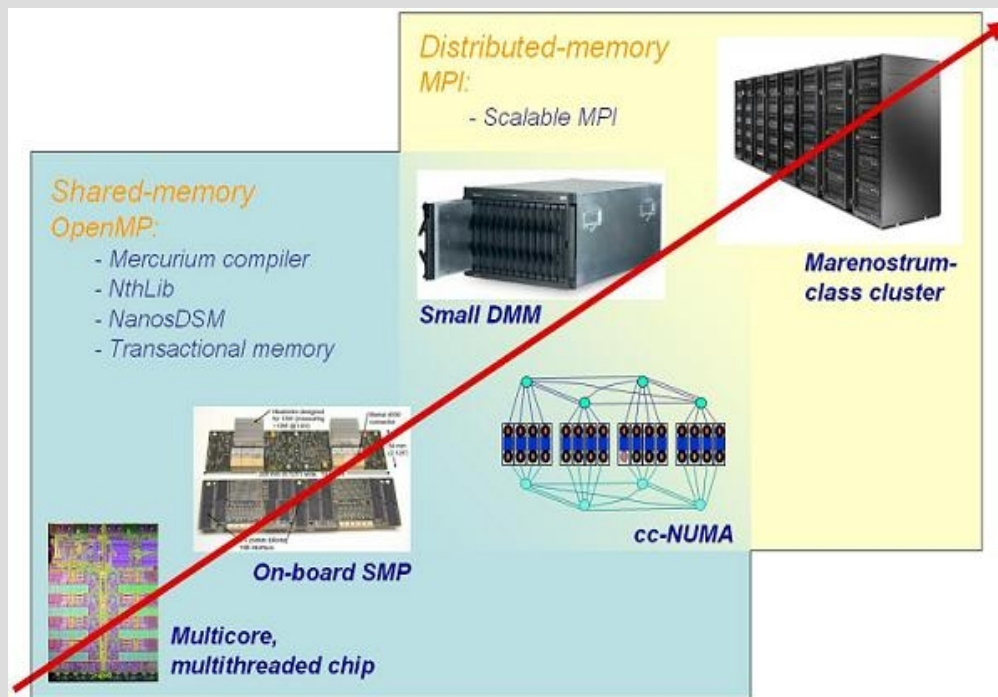 Distributed-memory
MPI:
- Scalable MPI
Shared-memory
OpenMP:
- Mercurium compiler
- NthLib
- NanosDSM
- Transactional memory
Small DMM
Marenostrum-
class cluster
cc-NUMA
On-board SMP
Multicore,
multithreaded chip